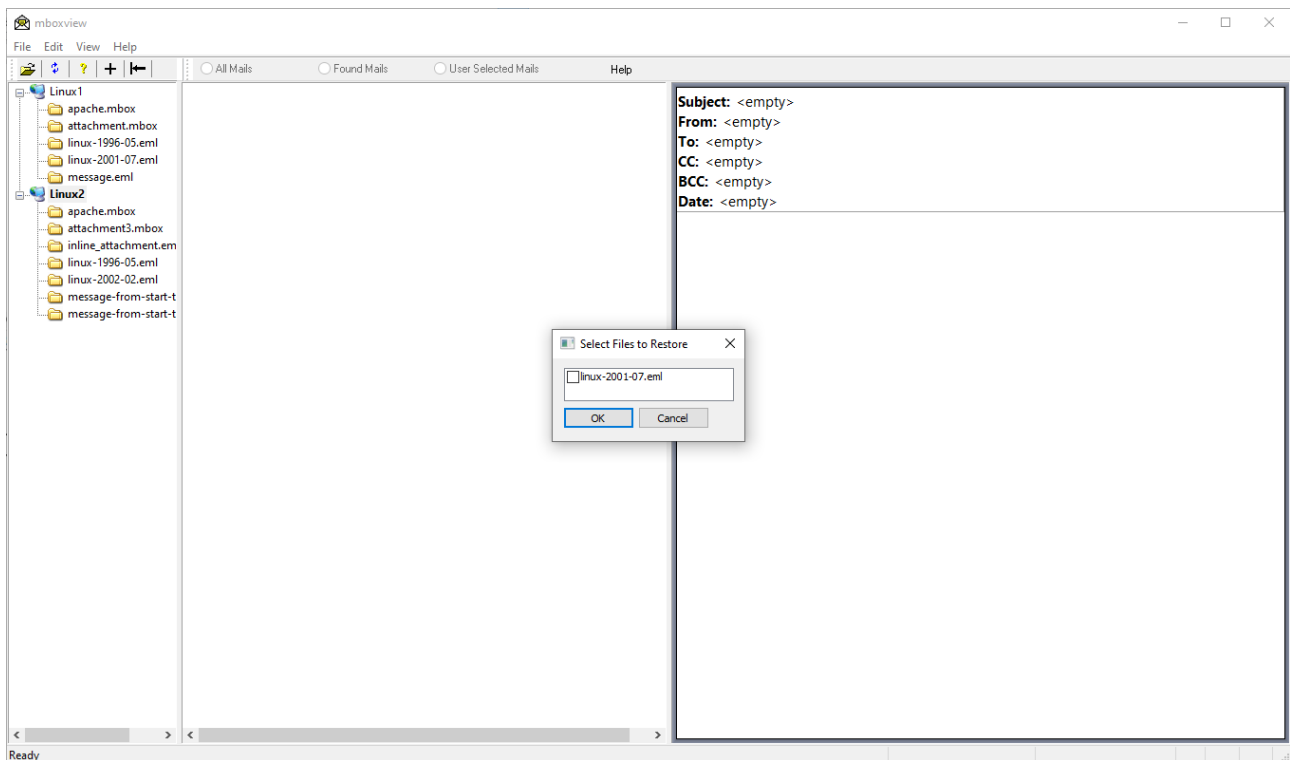 mboxview
File Edit View Help
? All Mails Found Mails User Selected Mails Help
Linux1
apache.mbox
attachment.mbox
linux-1996-05.eml
linux-2001-07.eml
message.eml
Linux2
apache.mbox
attachment3.mbox
inline_attachment.em
linux-1996-05.eml
linux-2002-02.eml
message-from-start-t
message-from-start-t
Subject: <empty>
From: <empty>
To: <empty>
CC: <empty>
BCC: <empty>
Date: <empty>
Select Files to Restore
linux-2001-07.eml
OK Cancel
Ready